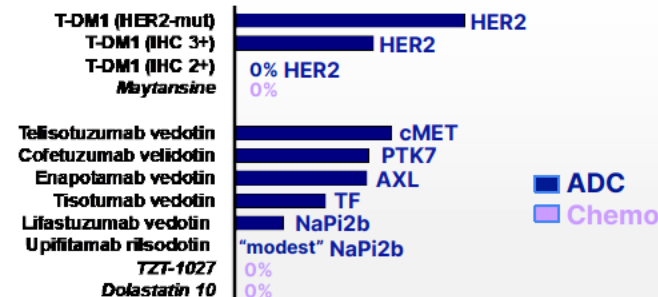 T-DM1 (HER2-mut) HER2
T-DM1 (IHC 3+) HER2
T-DM1 (IHC 2+) 0% HER2
Maytansine 0%
Telisotuzumab vedotin cMET
Cofetuzumab velidotin PTK7
Enapotamab vedotin AXL
Tisotumab vedotin TF
Lifastuzumab vedotin NaPi2b
Upifitamab rilsodotin "modest" NaPi2b
TZT-1027 0%
Dolastatin 10 0%
ADC
Chemo